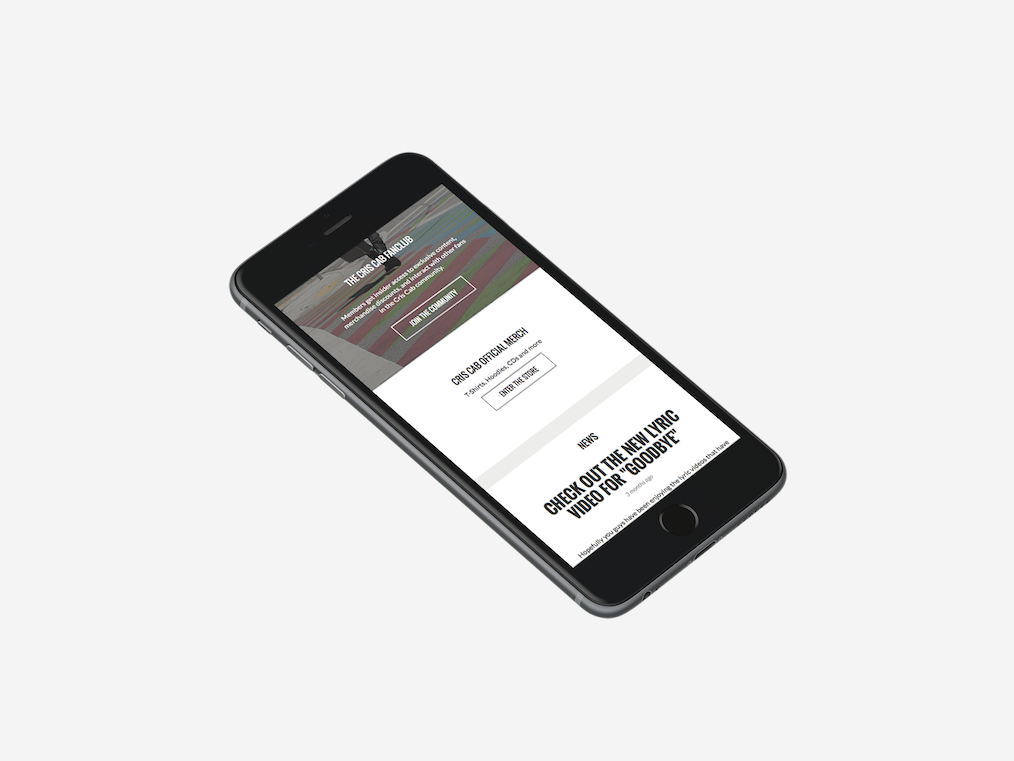 THE CRIS CAB FANCLUB
Members get insider access to exclusive content,
merchandise discounts, and interact with other fans
in the Cris Cab community.
JOIN THE COMMUNITY
CRIS CAB OFFICIAL MERCH
T-Shirts, Hoodies, CDs and more
ENTER THE STORE
NEWS
CHECK OUT THE NEW LYRIC
VIDEO FOR "GOODBYE"
3 months ago
Hopefully you guys have been enjoying the lyric videos that have